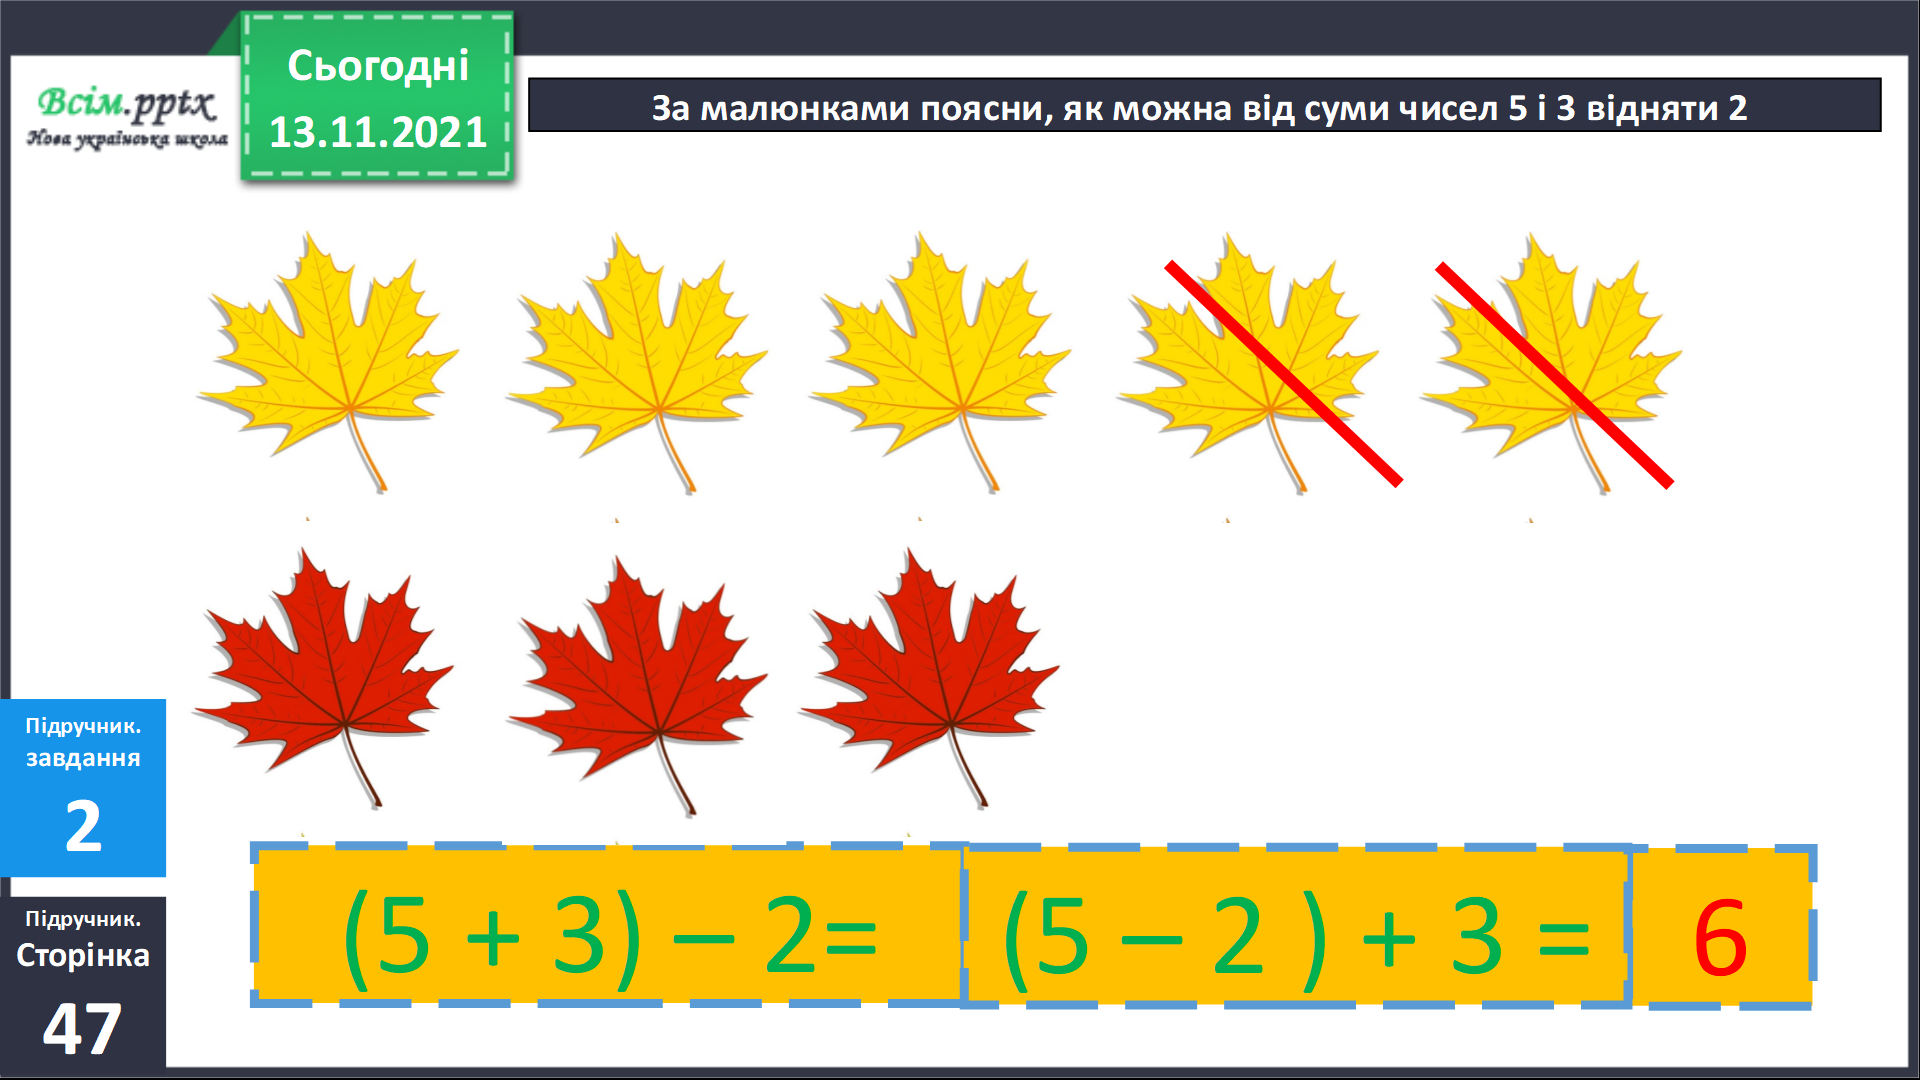 Сьогодні
13.11.2021
Всім.pptx
Нова українська школа
За малюнками поясни, як можна від суми чисел 5 і 3 відняти 2
Підручник.
завдання
2
Підручник.
Сторінка
47
(5 + 3) – 2= (5 – 2 ) + 3 = 6